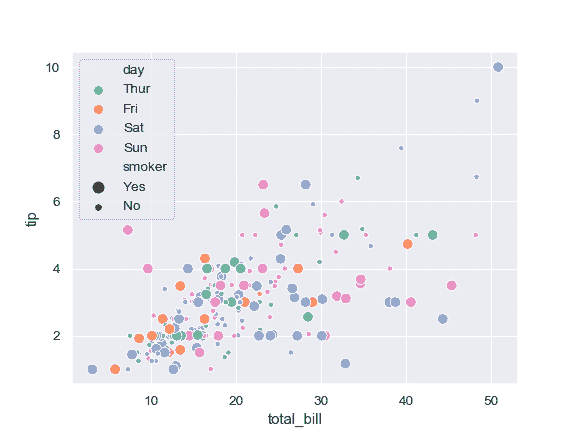 day
Thur
Fri
Sat
Sun
smoker
Yes
No
10
8
6
4
2
tip
10
20
30
40
50
total_bill